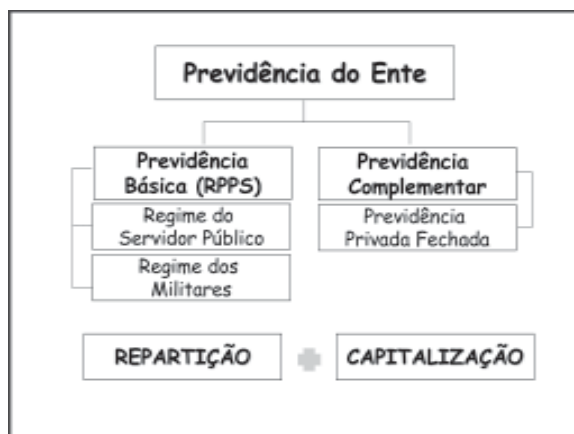 Previdência do Ente
Previdência
Básica (RPPS)
Regime do
Servidor Público
Regime dos
Militares
Previdência
Complementar
Previdência
Privada Fechada
REPARTIÇÃO
CAPITALIZAÇÃO